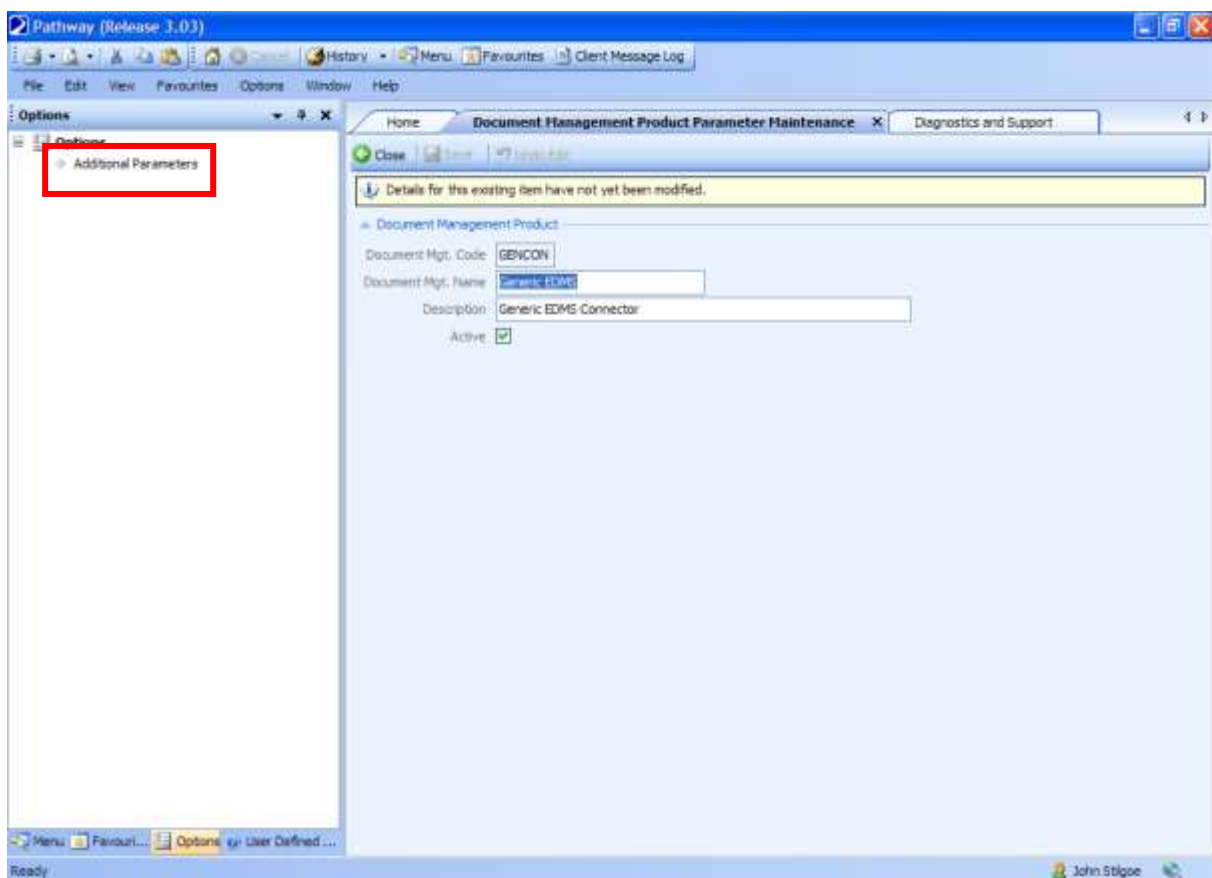 Pathway (Release 3.03)
History Menu Favourites Client Message Log
File Edit View Favourites Options Window Help
Options
Home Document Management Product Parameter Maintenance Diagnostics and Support
Options
Additional Parameters
Close Save Undo Edit
Details for this existing item have not yet been modified.
Document Management Product
Document Mgt. Code GENCON
Document Mgt. Name Generic EDMS
Description Generic EDMS Connector
Active
Menu Favouri... Options User Defined ...
Ready John Stilgoe